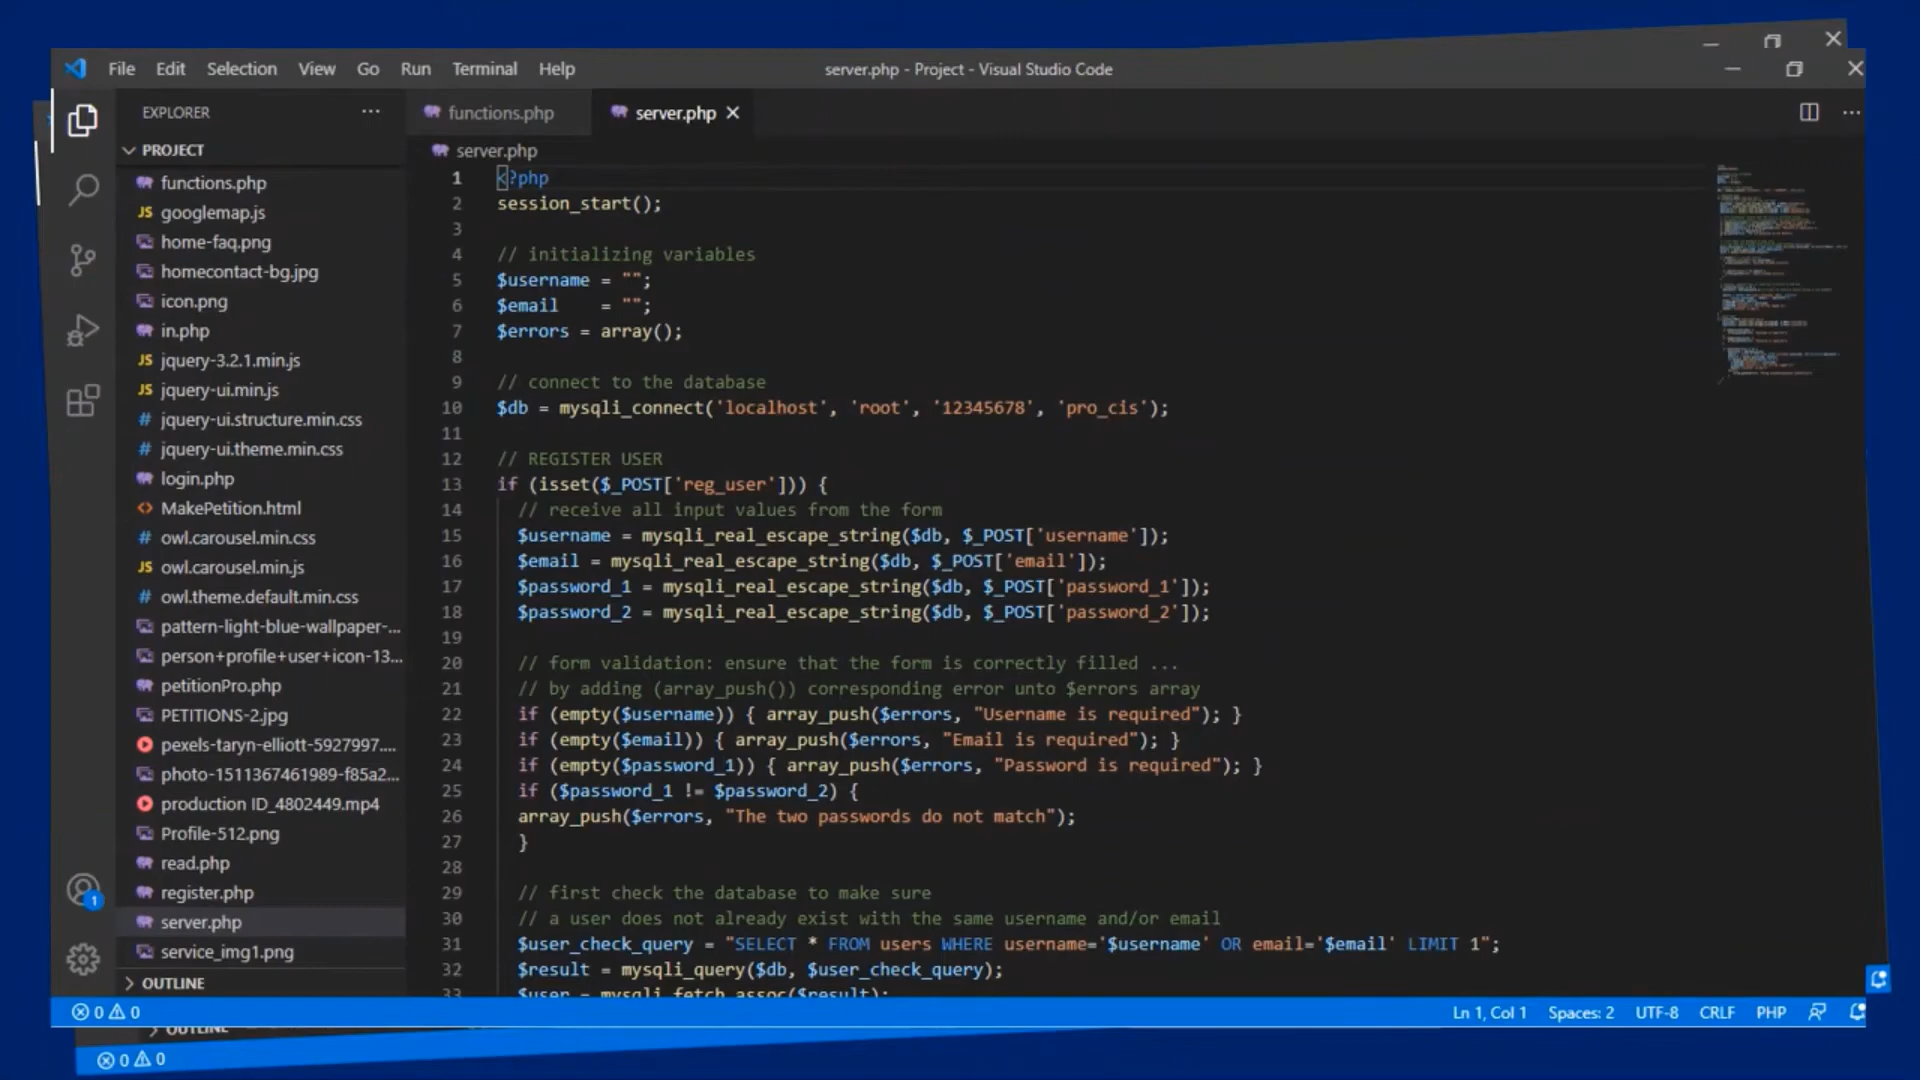 File Edit Selection View Go Run Terminal Help
server.php - Project - Visual Studio Code
EXPLORER
functions.php
server.php
PROJECT
server.php
functions.php
googlemap.js
home-faq.png
homecontact-bg.jpg
icon.png
in.php
jquery-3.2.1.min.js
jquery-ui.min.js
jquery-ui.structure.min.css
jquery-ui.theme.min.css
login.php
MakePetition.html
owl.carousel.min.css
owl.carousel.min.js
owl.theme.default.min.css
pattern-light-blue-wallpaper-...
person+profile+user+icon-13...
petitionPro.php
PETITIONS-2.jpg
pexels-taryn-elliott-5927997....
photo-1511367461989-f85a2...
production ID_4802449.mp4
Profile-512.png
read.php
register.php
server.php
service_img1.png
OUTLINE
1 <?php
2 session_start();
3
4 // initializing variables
5 $username = "";
6 $email    = "";
7 $errors = array();
8
9 // connect to the database
10 $db = mysqli_connect('localhost', 'root', '12345678', 'pro_cis');
11
12 // REGISTER USER
13 if (isset($_POST['reg_user'])) {
14   // receive all input values from the form
15   $username = mysqli_real_escape_string($db, $_POST['username']);
16   $email = mysqli_real_escape_string($db, $_POST['email']);
17   $password_1 = mysqli_real_escape_string($db, $_POST['password_1']);
18   $password_2 = mysqli_real_escape_string($db, $_POST['password_2']);
19
20   // form validation: ensure that the form is correctly filled ...
21   // by adding (array_push()) corresponding error unto $errors array
22   if (empty($username)) { array_push($errors, "Username is required"); }
23   if (empty($email)) { array_push($errors, "Email is required"); }
24   if (empty($password_1)) { array_push($errors, "Password is required"); }
25   if ($password_1 != $password_2) {
26   array_push($errors, "The two passwords do not match");
27   }
28
29   // first check the database to make sure
30   // a user does not already exist with the same username and/or email
31   $user_check_query = "SELECT * FROM users WHERE username='$username' OR email='$email' LIMIT 1";
32   $result = mysqli_query($db, $user_check_query);
33   $user = mysqli_fetch_assoc($result);
1
0 0
Ln 1, Col 1 Spaces: 2 UTF-8 CRLF PHP
OUTLINE
0 0